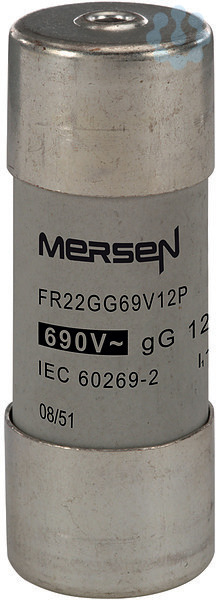 MERSEN
FR22GG69V12P
690V~ gG 12
IEC 60269-2
08/51